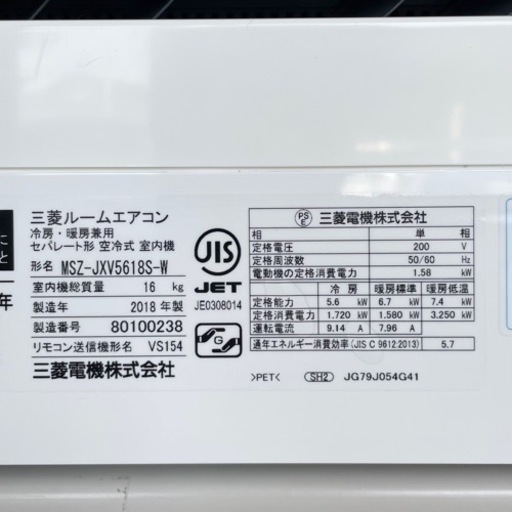 に
と
年
三菱ルームエアコン
冷房・暖房兼用
セパレート形 空冷式 室内機
形名 MSZ-JXV5618S-W
室内機総質量 16 kg
製造年 2018 年製
製造番号 80100238
リモコン送信機形名 VS154
三菱電機株式会社
JIS
JET
JE0308014
G
PS E 三菱電機株式会社
相 単 相
定格電圧 200 V
定格周波数 50/60 Hz
電動機の定格消費電力 1.58 kW
冷 房 暖房標準 暖房低温
定格能力 5.6 kW 6.7 kW 7.4 kW
定格消費電力 1.720 kW 1.580 kW 3.250 kW
運転電流 9.14 A 7.96 A
通年エネルギー消費効率(JIS C 9612:2013) 5.7
>PET< SH2 JG79J054G41